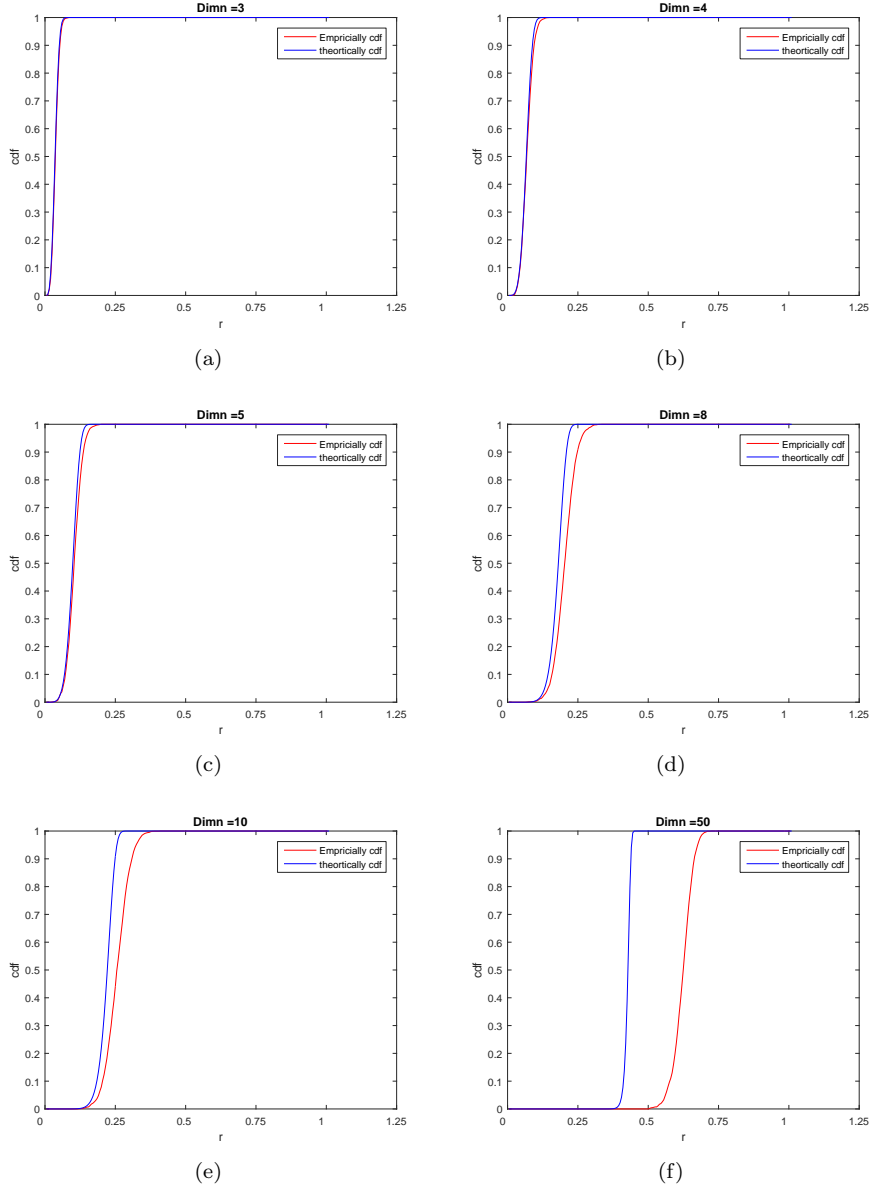 Dimn =3
Empricially cdf
theortically cdf
1
0.9
0.8
0.7
0.6
0.5
0.4
0.3
0.2
0.1
0
cdf
0 0.25 0.5 0.75 1 1.25
r
(a)
Dimn =4
Empricially cdf
theortically cdf
1
0.9
0.8
0.7
0.6
0.5
0.4
0.3
0.2
0.1
0
cdf
0 0.25 0.5 0.75 1 1.25
r
(b)
Dimn =5
Empricially cdf
theortically cdf
1
0.9
0.8
0.7
0.6
0.5
0.4
0.3
0.2
0.1
0
cdf
0 0.25 0.5 0.75 1 1.25
r
(c)
Dimn =8
Empricially cdf
theortically cdf
1
0.9
0.8
0.7
0.6
0.5
0.4
0.3
0.2
0.1
0
cdf
0 0.25 0.5 0.75 1 1.25
r
(d)
Dimn =10
Empricially cdf
theortically cdf
1
0.9
0.8
0.7
0.6
0.5
0.4
0.3
0.2
0.1
0
cdf
0 0.25 0.5 0.75 1 1.25
r
(e)
Dimn =50
Empricially cdf
theortically cdf
1
0.9
0.8
0.7
0.6
0.5
0.4
0.3
0.2
0.1
0
cdf
0 0.25 0.5 0.75 1 1.25
r
(f)